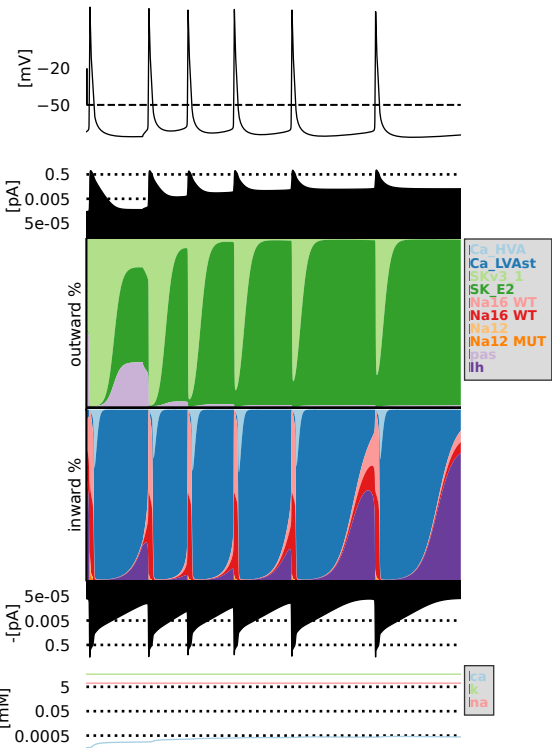 [mV]
−20
−50
[pA]
0.5
0.005
5e-05
outward %
Ca_HVA
Ca_LVAst
SKv3_1
SK_E2
Na16 WT
Na16 WT
Na12
Na12 MUT
pas
Ih
inward %
-[pA]
5e-05
0.005
0.5
[mM]
5
0.05
0.0005
ca
k
na